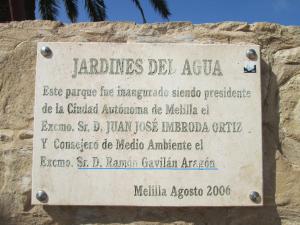 JARDINES DEL AGUA
Este parque fue inaugurado siendo presidente
de la Ciudad Autónoma de Melilla el
Excmo. Sr. D. JUAN JOSÉ IMBRODA ORTIZ
Y Consejero de Medio Ambiente el
Excmo. Sr. D. Ramón Gavilán Aragón
Melilla Agosto 2006